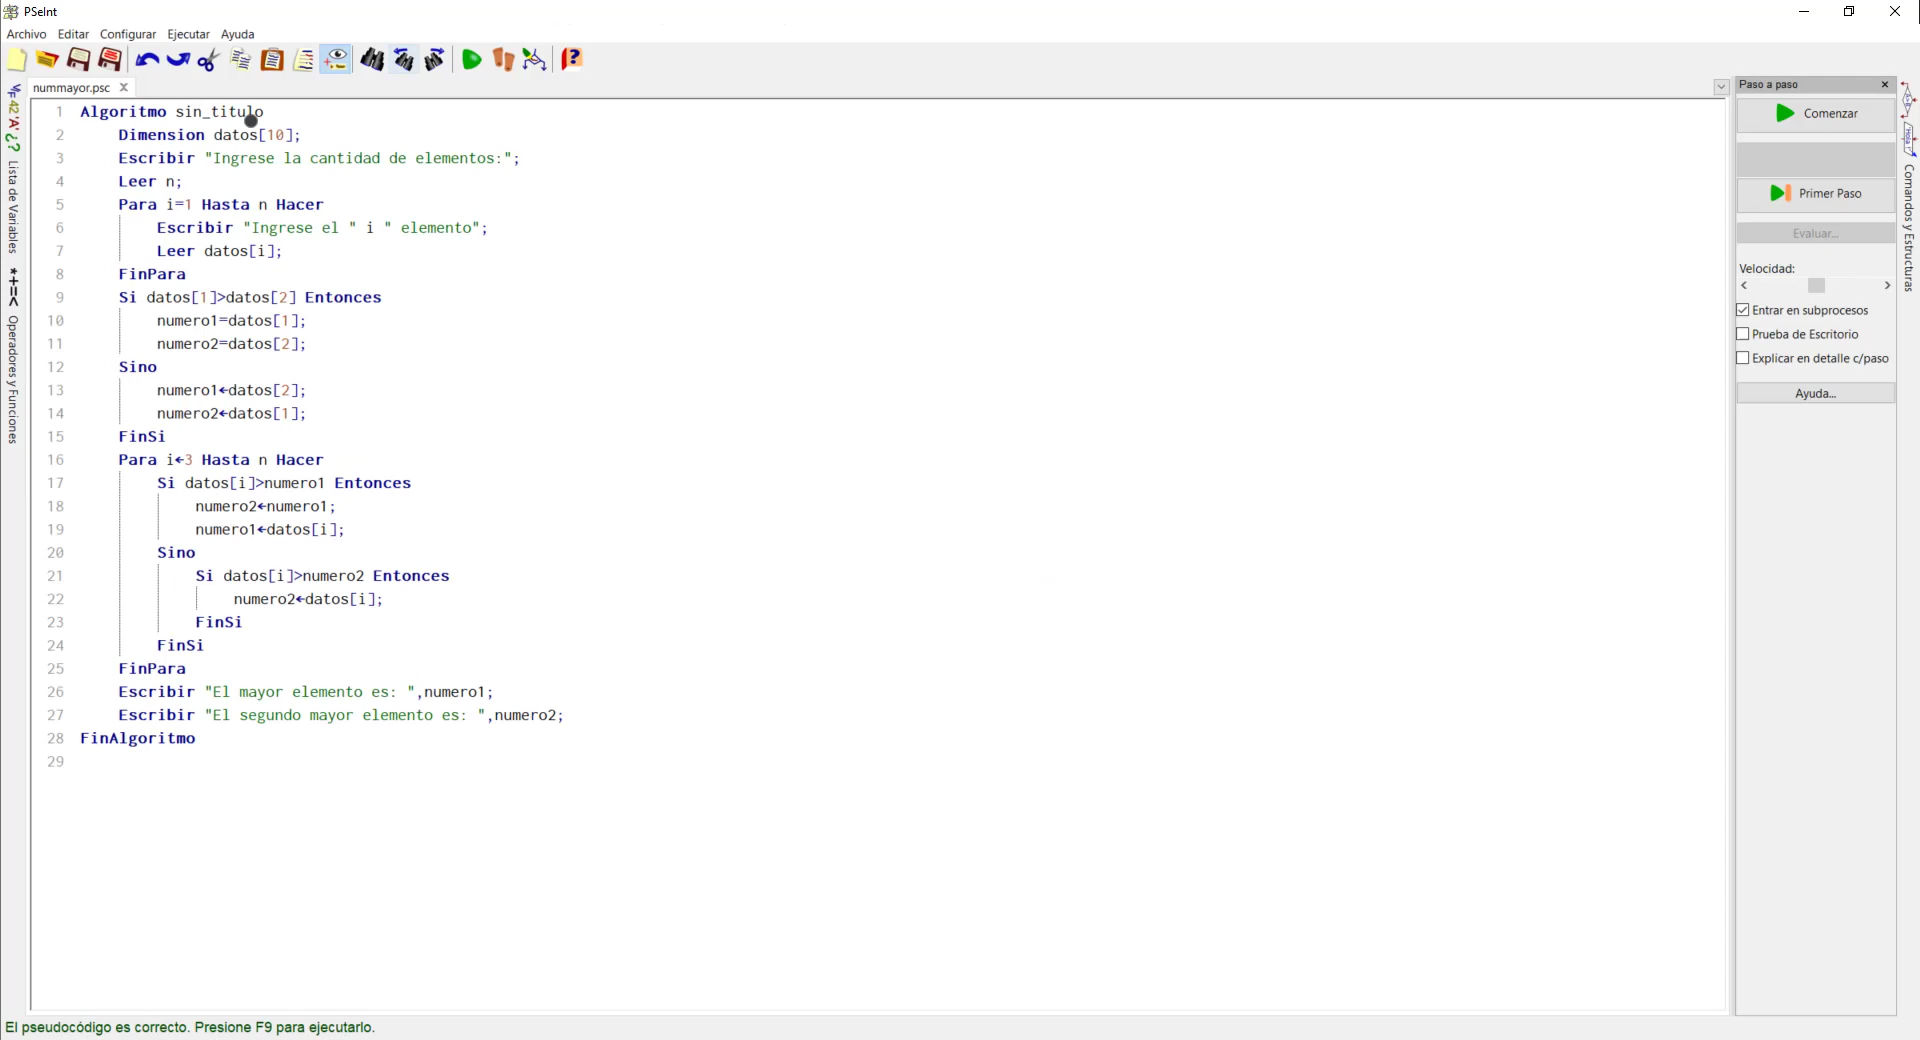 PSeInt
Archivo Editar Configurar Ejecutar Ayuda
nummayor.psc
1 Algoritmo sin_titulo
2 Dimension datos[10];
3 Escribir "Ingrese la cantidad de elementos:";
4 Leer n;
5 Para i=1 Hasta n Hacer
6 Escribir "Ingrese el " i " elemento";
7 Leer datos[i];
8 FinPara
9 Si datos[1]>datos[2] Entonces
10 numero1=datos[1];
11 numero2=datos[2];
12 Sino
13 numero1←datos[2];
14 numero2←datos[1];
15 FinSi
16 Para i←3 Hasta n Hacer
17 Si datos[i]>numero1 Entonces
18 numero2←numero1;
19 numero1←datos[i];
20 Sino
21 Si datos[i]>numero2 Entonces
22 numero2←datos[i];
23 FinSi
24 FinSi
25 FinPara
26 Escribir "El mayor elemento es: ",numero1;
27 Escribir "El segundo mayor elemento es: ",numero2;
28 FinAlgoritmo
29
Lista de Variables
*+=< Operadores y Funciones
Paso a paso
Comenzar
Primer Paso
Evaluar...
Velocidad:
Entrar en subprocesos
Prueba de Escritorio
Explicar en detalle c/paso
Ayuda...
Comandos y Estructuras
El pseudocódigo es correcto. Presione F9 para ejecutarlo.